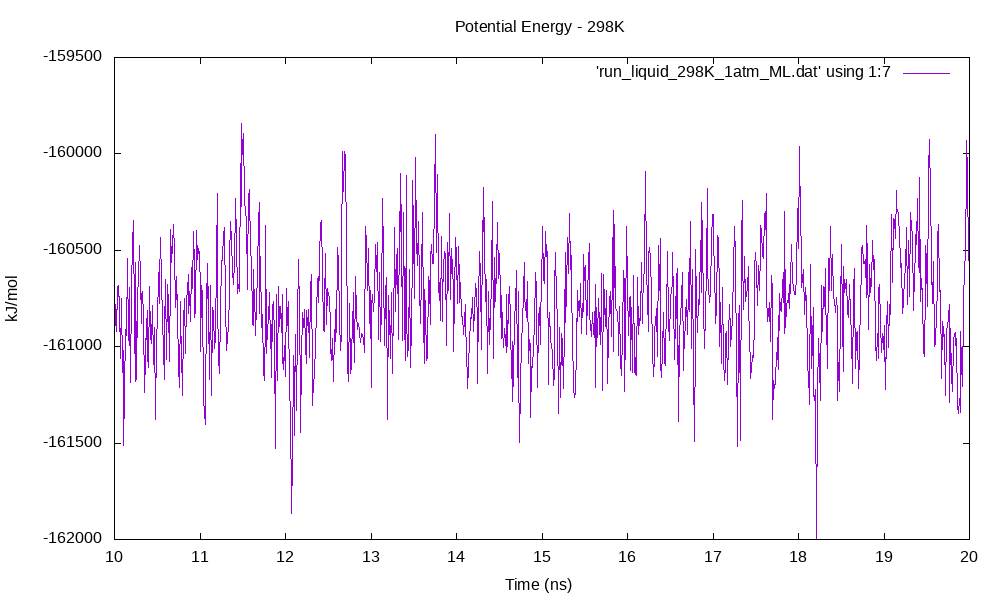 Potential Energy - 298K
-159500
'run_liquid_298K_1atm_ML.dat' using 1:7
-160000
-160500
kJ/mol
-161000
-161500
-162000
10 11 12 13 14 15 16 17 18 19 20
Time (ns)